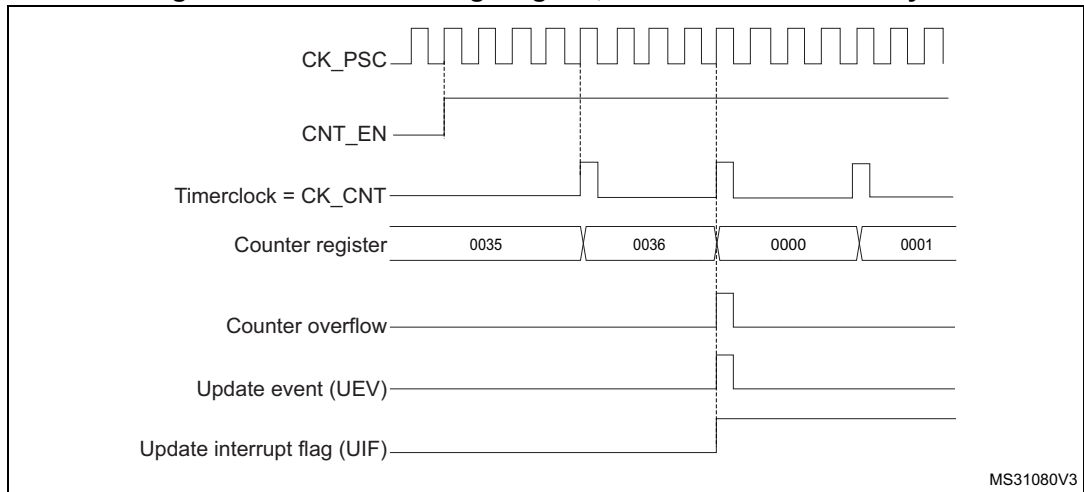 CK_PSC
CNT_EN
Timerclock = CK_CNT
Counter register 0035 0036 0000 0001
Counter overflow
Update event (UEV)
Update interrupt flag (UIF)
MS31080V3